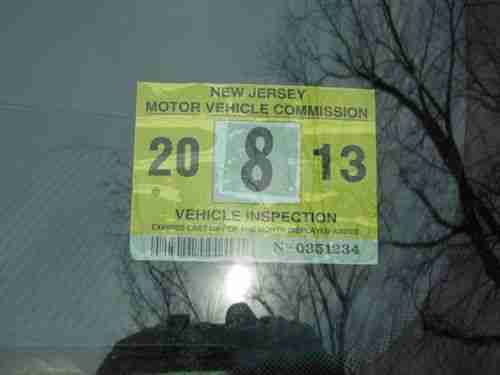 NEW JERSEY
MOTOR VEHICLE COMMISSION
20 8 13
VEHICLE INSPECTION
EXPIRES LAST DAY OF THE MONTH DISPLAYED ABOVE
N-0351234